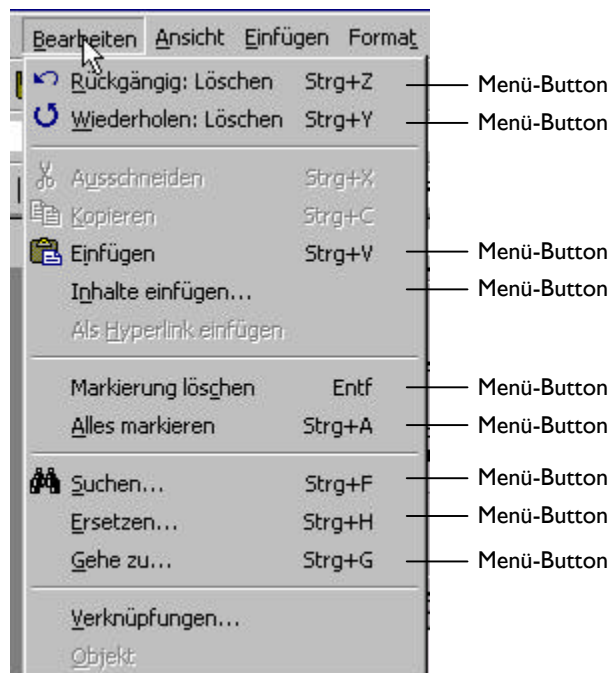 Bearbeiten Ansicht Einfügen Format
Rückgängig: Löschen Strg+Z Menü-Button
Wiederholen: Löschen Strg+Y Menü-Button
Ausschneiden Strg+X
Kopieren Strg+C
Einfügen Strg+V Menü-Button
Inhalte einfügen... Menü-Button
Als Hyperlink einfügen
Markierung löschen Entf Menü-Button
Alles markieren Strg+A Menü-Button
Suchen... Strg+F Menü-Button
Ersetzen... Strg+H Menü-Button
Gehe zu... Strg+G Menü-Button
Verknüpfungen...
Objekt